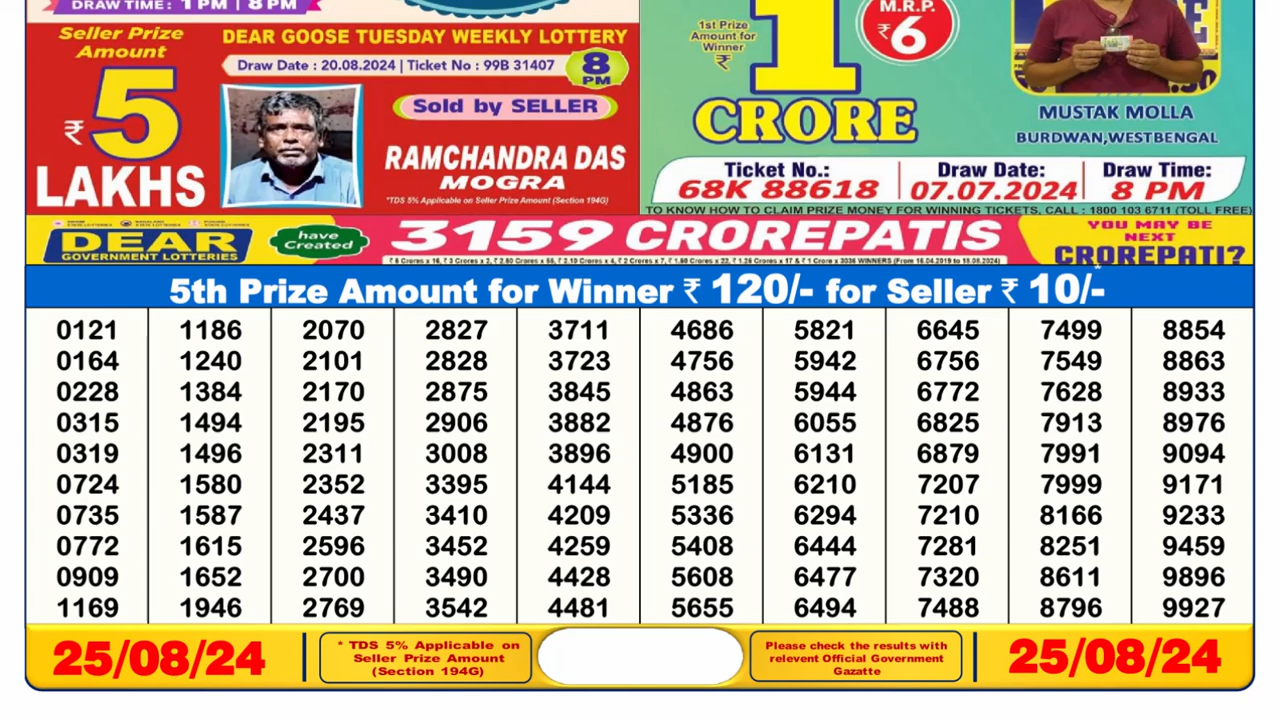 DRAW TIME: 1 PM | 8 PM
Seller Prize
Amount
₹ 5
LAKHS
DEAR GOOSE TUESDAY WEEKLY LOTTERY
Draw Date : 20.08.2024 | Ticket No : 99B 31407
8
PM
Sold by SELLER
RAMCHANDRA DAS
MOGRA
*TDS 5% Applicable on Seller Prize Amount (Section 194G)
1st Prize
Amount for
Winner
₹
1
CRORE
M.R.P.
₹6
MUSTAK MOLLA
BURDWAN,WESTBENGAL
Ticket No.: Draw Date: Draw Time:
68K 88618 07.07.2024 8 PM
TO KNOW HOW TO CLAIM PRIZE MONEY FOR WINNING TICKETS, CALL : 1800 103 6711 (TOLL FREE)
DEAR
GOVERNMENT LOTTERIES
have
Created
3159 CROREPATIS
YOU MAY BE
NEXT
CROREPATI?
5th Prize Amount for Winner ₹ 120/- for Seller ₹ 10/-*
0121 1186 2070 2827 3711 4686 5821 6645 7499 8854
0164 1240 2101 2828 3723 4756 5942 6756 7549 8863
0228 1384 2170 2875 3845 4863 5944 6772 7628 8933
0315 1494 2195 2906 3882 4876 6055 6825 7913 8976
0319 1496 2311 3008 3896 4900 6131 6879 7991 9094
0724 1580 2352 3395 4144 5185 6210 7207 7999 9171
0735 1587 2437 3410 4209 5336 6294 7210 8166 9233
0772 1615 2596 3452 4259 5408 6444 7281 8251 9459
0909 1652 2700 3490 4428 5608 6477 7320 8611 9896
1169 1946 2769 3542 4481 5655 6494 7488 8796 9927
25/08/24
* TDS 5% Applicable on
Seller Prize Amount
(Section 194G)
Please check the results with
relevent Official Government
Gazatte
25/08/24